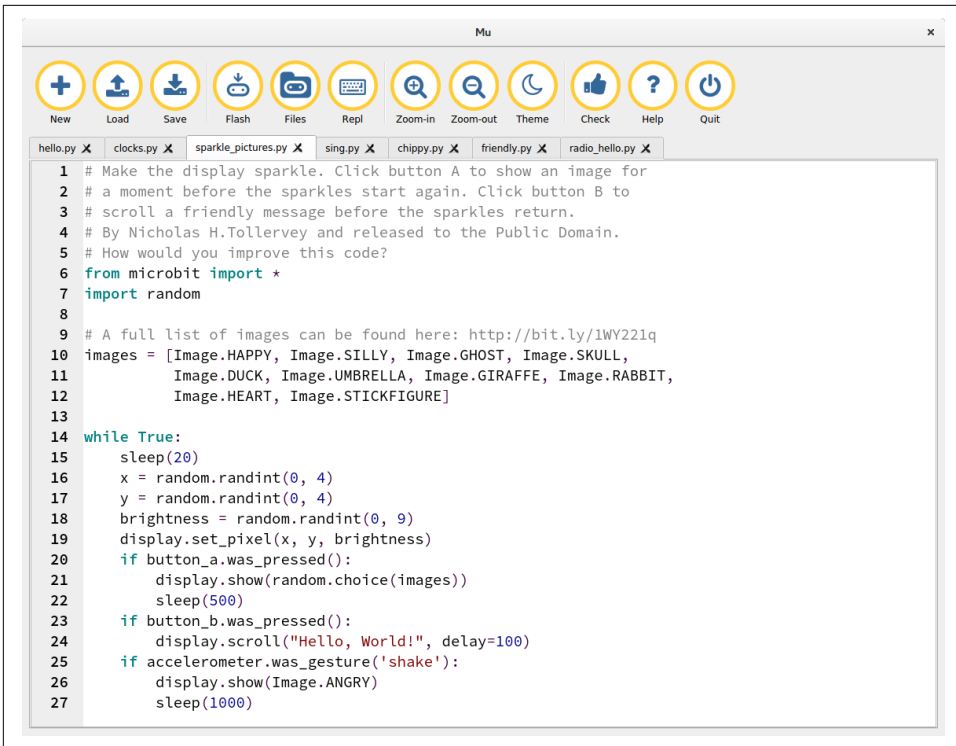 Mu
New Load Save Flash Files Repl Zoom-in Zoom-out Theme Check Help Quit
hello.py clocks.py sparkle_pictures.py sing.py chippy.py friendly.py radio_hello.py
1 # Make the display sparkle. Click button A to show an image for
2 # a moment before the sparkles start again. Click button B to
3 # scroll a friendly message before the sparkles return.
4 # By Nicholas H.Tollervey and released to the Public Domain.
5 # How would you improve this code?
6 from microbit import *
7 import random
8
9 # A full list of images can be found here: http://bit.ly/1WY221q
10 images = [Image.HAPPY, Image.SILLY, Image.GHOST, Image.SKULL,
11           Image.DUCK, Image.UMBRELLA, Image.GIRAFFE, Image.RABBIT,
12           Image.HEART, Image.STICKFIGURE]
13
14 while True:
15     sleep(20)
16     x = random.randint(0, 4)
17     y = random.randint(0, 4)
18     brightness = random.randint(0, 9)
19     display.set_pixel(x, y, brightness)
20     if button_a.was_pressed():
21         display.show(random.choice(images))
22         sleep(500)
23     if button_b.was_pressed():
24         display.scroll("Hello, World!", delay=100)
25     if accelerometer.was_gesture('shake'):
26         display.show(Image.ANGRY)
27         sleep(1000)